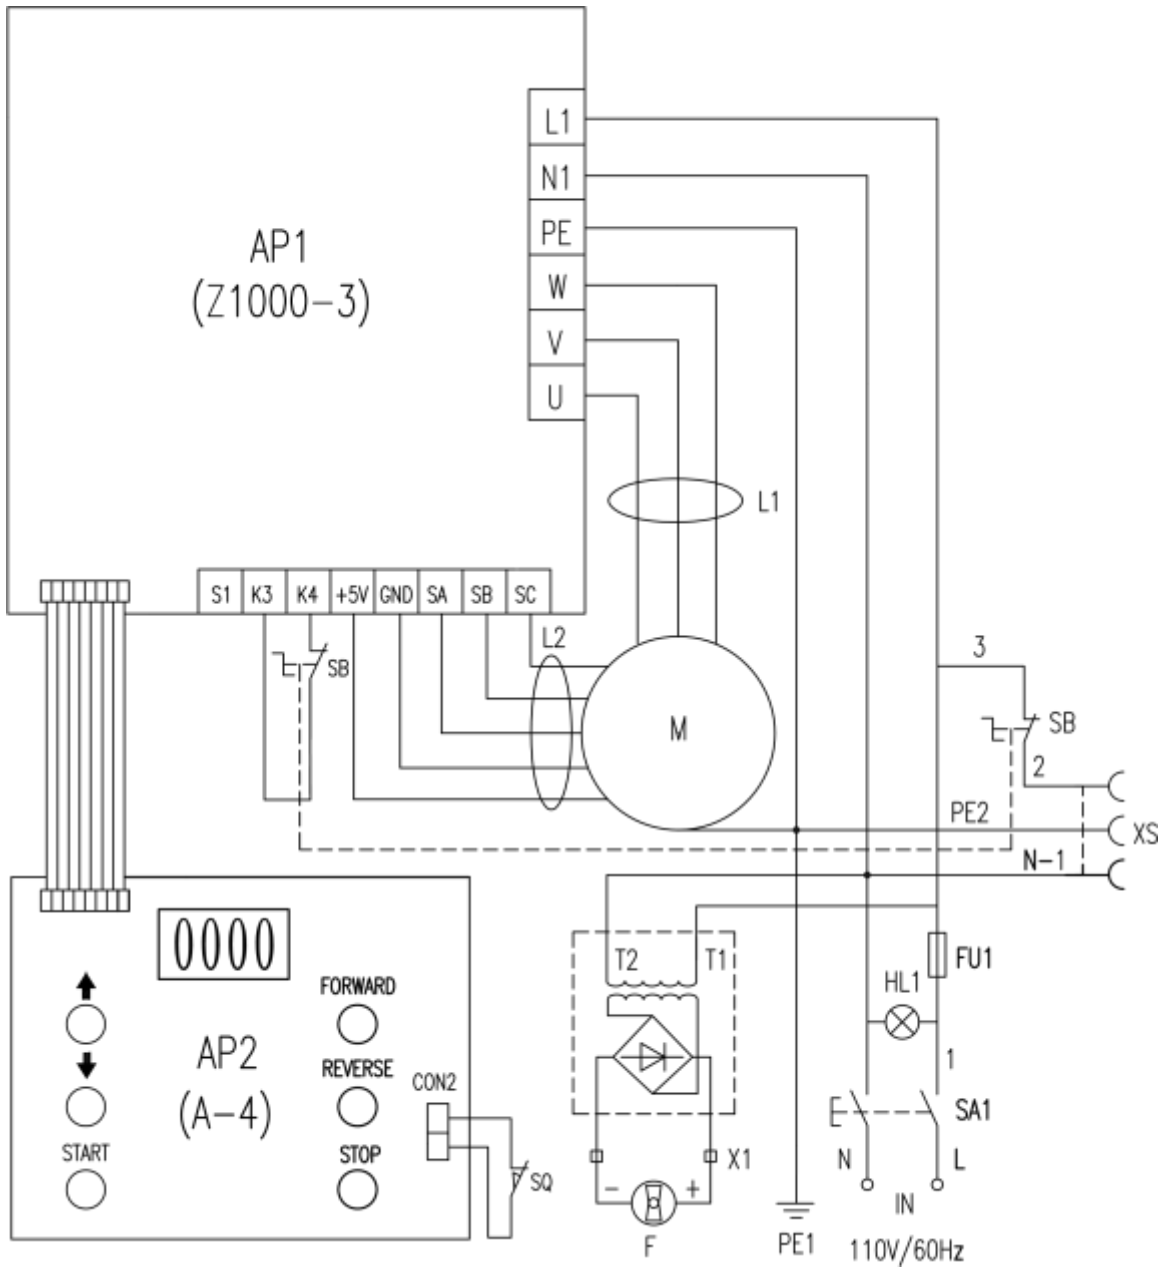 L1
N1
PE
W
V
U
AP1
(Z1000-3)
L1
S1 K3 K4 +5V GND SA SB SC
L2
SB
M
3
SB
2
PE2
XS
N-1
0000
T2 T1
FU1
HL1
FORWARD
AP2
(A-4)
REVERSE
CON2
1
SA1
START
STOP
SQ
X1
N L
- +
IN
F
PE1
110V/60Hz